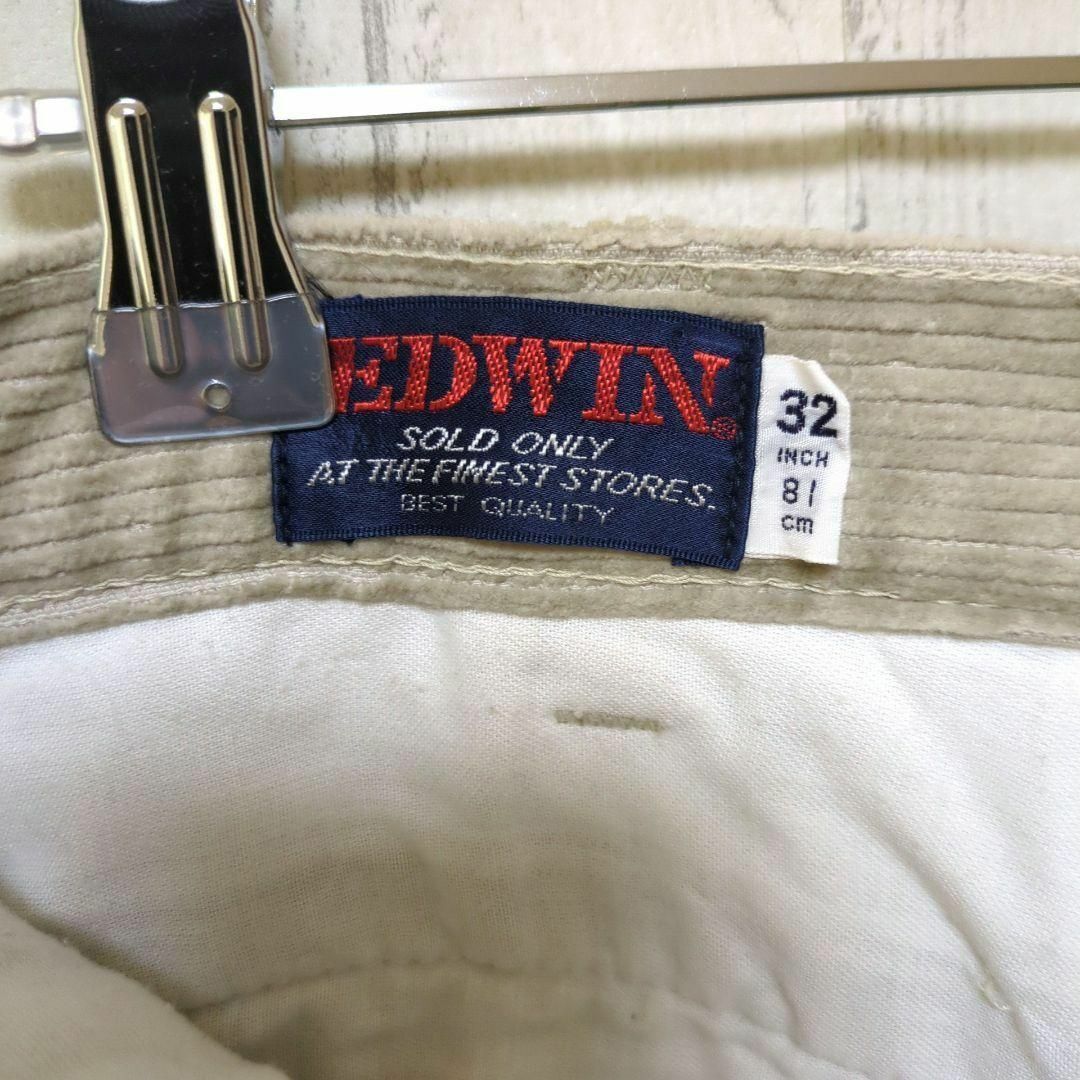 EDWIN®
SOLD ONLY
AT THE FINEST STORES.
BEST QUALITY
32
INCH
81
cm